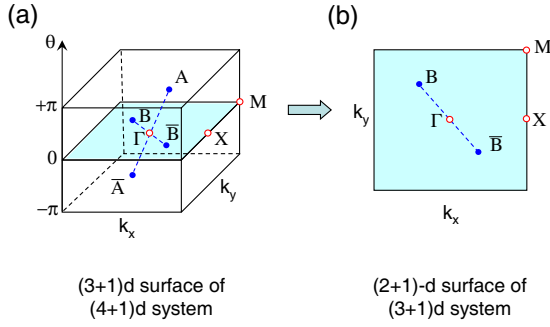 (a)
(b)
θ
A
M
+π
B
Γ
B̅
X
0
A̅
k_y
−π
k_x
M
B
k_y
Γ
X
B̅
k_x
(3+1)d surface of
(4+1)d system
(2+1)-d surface of
(3+1)d system